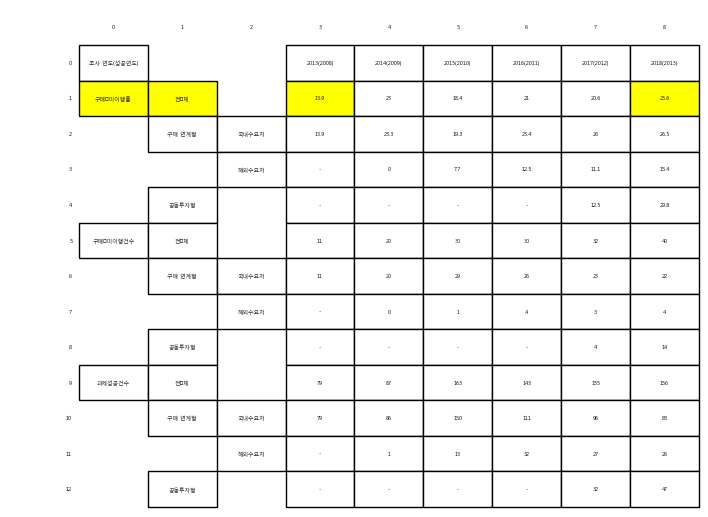 0 1 2 3 4 5 6 7 8
0 조사 연도(성공연도) 2013(2008) 2014(2009) 2015(2010) 2016(2011) 2017(2012) 2018(2013)
1 구매□미이행률 전□체 13.9 23 18.4 21 20.6 25.6
2 구매 연계형 국내수요처 13.9 23.3 19.3 23.4 26 26.5
3 해외수요처 - 0 7.7 12.5 11.1 15.4
4 공동투자형 - - - - 12.5 29.8
5 구매□미이행건수 전□체 11 20 30 30 32 40
6 구매 연계형 국내수요처 11 20 29 26 25 22
7 해외수요처 - 0 1 4 3 4
8 공동투자형 - - - - 4 14
9 과제성공건수 전□체 79 87 163 143 155 156
10 구매 연계형 국내수요처 79 86 150 111 96 83
11 해외수요처 - 1 13 32 27 26
12 공동투자형 - - - - 32 47